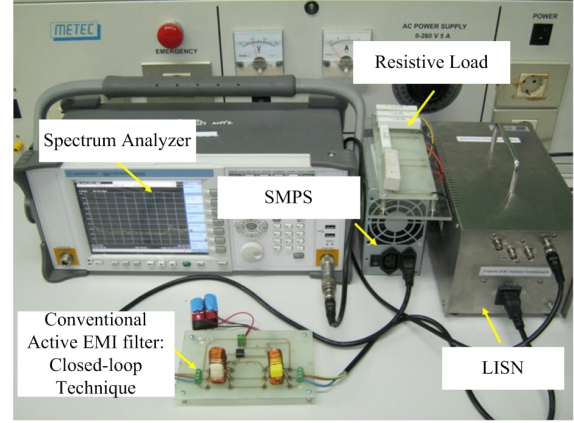 METEC
EMERGENCY
V
A
AC POWER SUPPLY
0-260 V 5 A
POWER
Resistive Load
Spectrum Analyzer
SMPS
Conventional
Active EMI filter:
Closed-loop
Technique
LISN